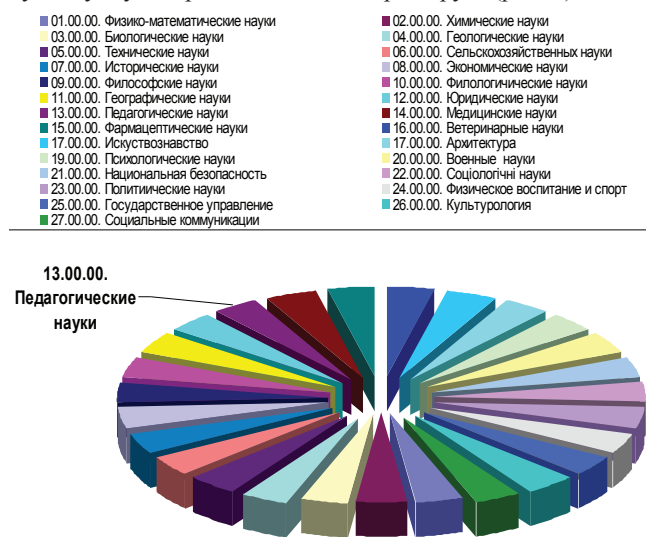 01.00.00. Физико-математические науки
02.00.00. Химические науки
03.00.00. Биологические науки
04.00.00. Геологические науки
05.00.00. Технические науки
06.00.00. Сельскохозяйственных науки
07.00.00. Исторические науки
08.00.00. Экономические науки
09.00.00. Философские науки
10.00.00. Филологичические науки
11.00.00. Географические науки
12.00.00. Юридические науки
13.00.00. Педагогические науки
14.00.00. Медицинские науки
15.00.00. Фармацептические науки
16.00.00. Ветеринарные науки
17.00.00. Искуствознавство
17.00.00. Архитектура
19.00.00. Психологические науки
20.00.00. Военные науки
21.00.00. Национальная безопасность
22.00.00. Соціологічні науки
23.00.00. Политиические науки
24.00.00. Физическое воспитание и спорт
25.00.00. Государственное управление
26.00.00. Культурология
27.00.00. Социальные коммуникации
13.00.00.
Педагогические
науки